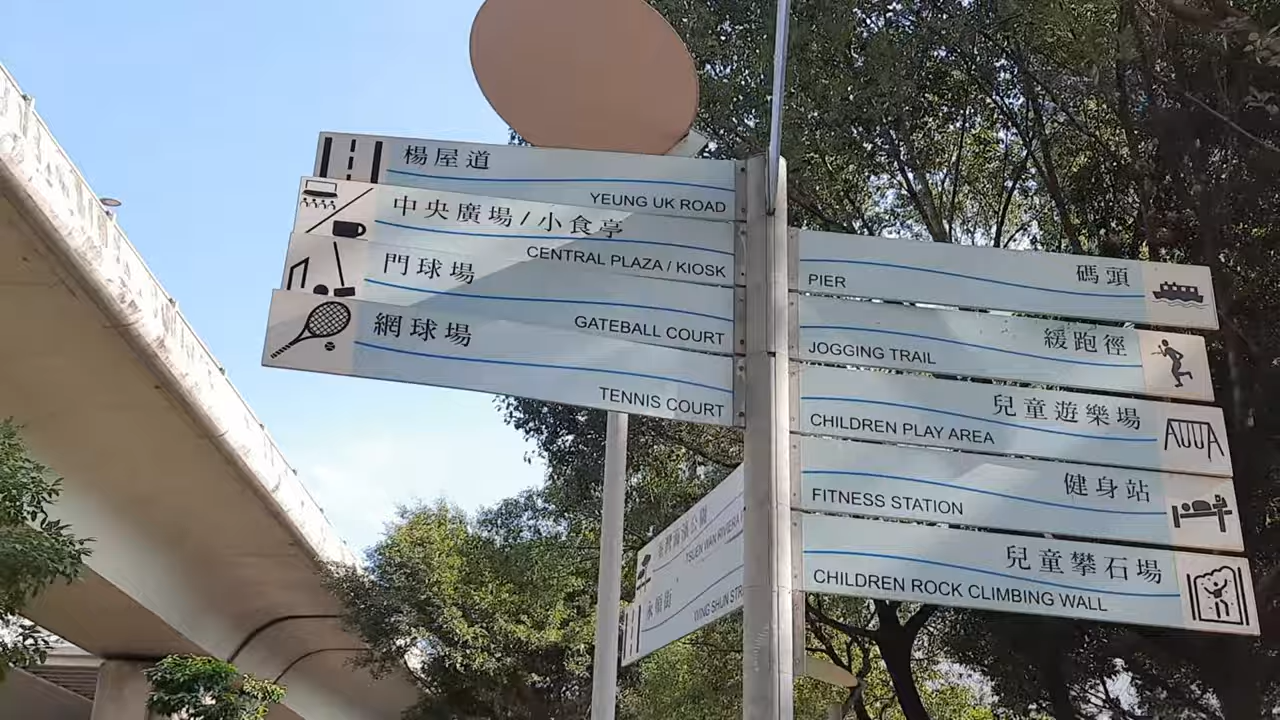 楊屋道
YEUNG UK ROAD
中央廣場/小食亭
CENTRAL PLAZA / KIOSK
門球場
GATEBALL COURT
網球場
TENNIS COURT
碼頭
PIER
緩跑徑
JOGGING TRAIL
兒童遊樂場
CHILDREN PLAY AREA
健身站
FITNESS STATION
兒童攀石場
CHILDREN ROCK CLIMBING WALL
荃灣海濱公園
TSUEN WAN RIVIERA
永順街
WING SHUN STR